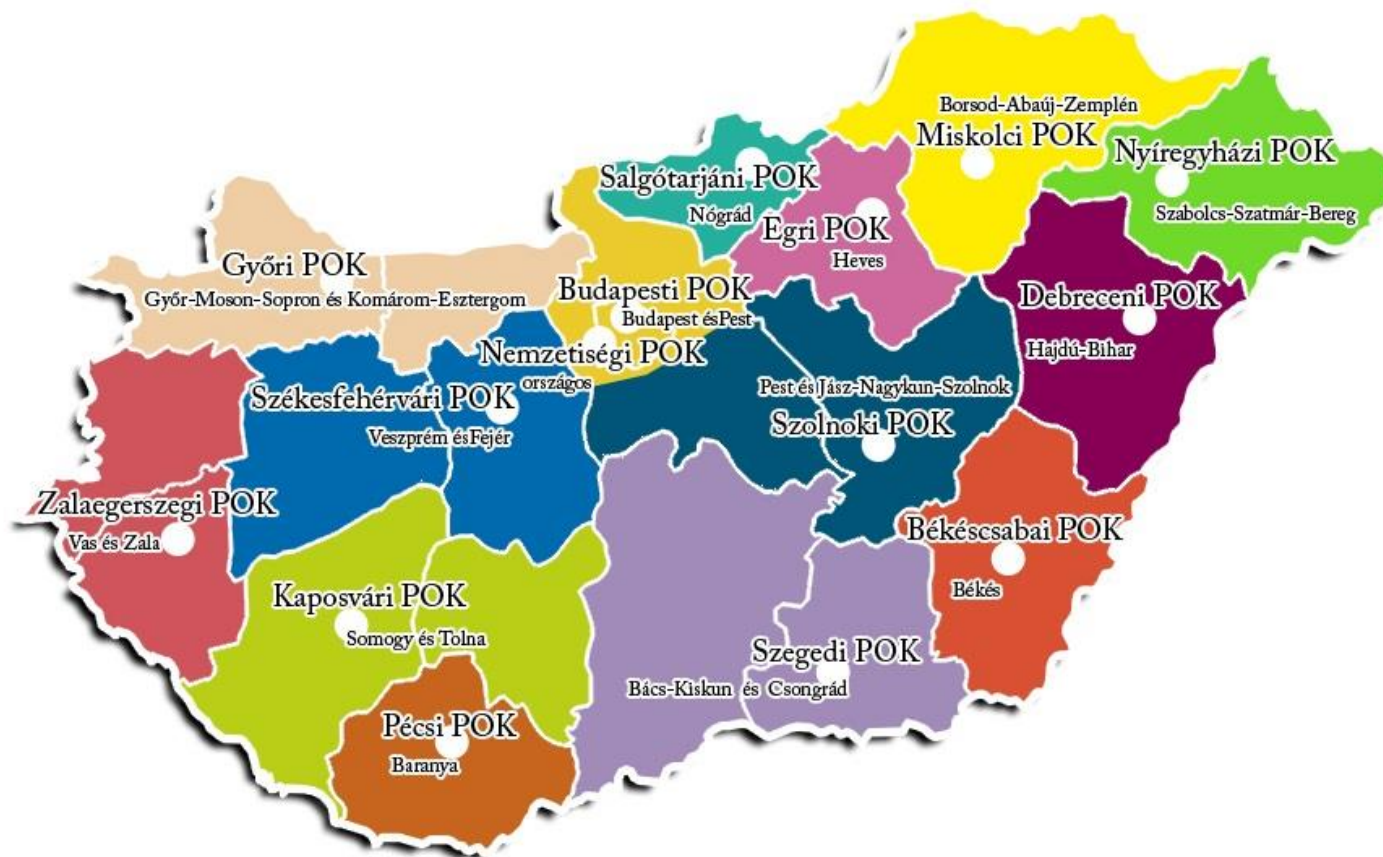 Borsod-Abaúj-Zemplén
Miskolci POK
Nyíregyházi POK
Szabolcs-Szatmár-Bereg
Salgótarjáni POK
Nógrád
Egri POK
Heves
Győri POK
Győr-Moson-Sopron és Komárom-Esztergom
Budapesti POK
Budapest ésPest
Debreceni POK
Hajdú-Bihar
Nemzetiségi POK
országos
Székesfehérvári POK
Veszprém ésFejér
Pest és Jász-Nagykun-Szolnok
Szolnoki POK
Zalaegerszegi POK
Vas és Zala
Békéscsabai POK
Békés
Kaposvári POK
Somogy és Tolna
Szegedi POK
Bács-Kiskun és Csongrád
Pécsi POK
Baranya